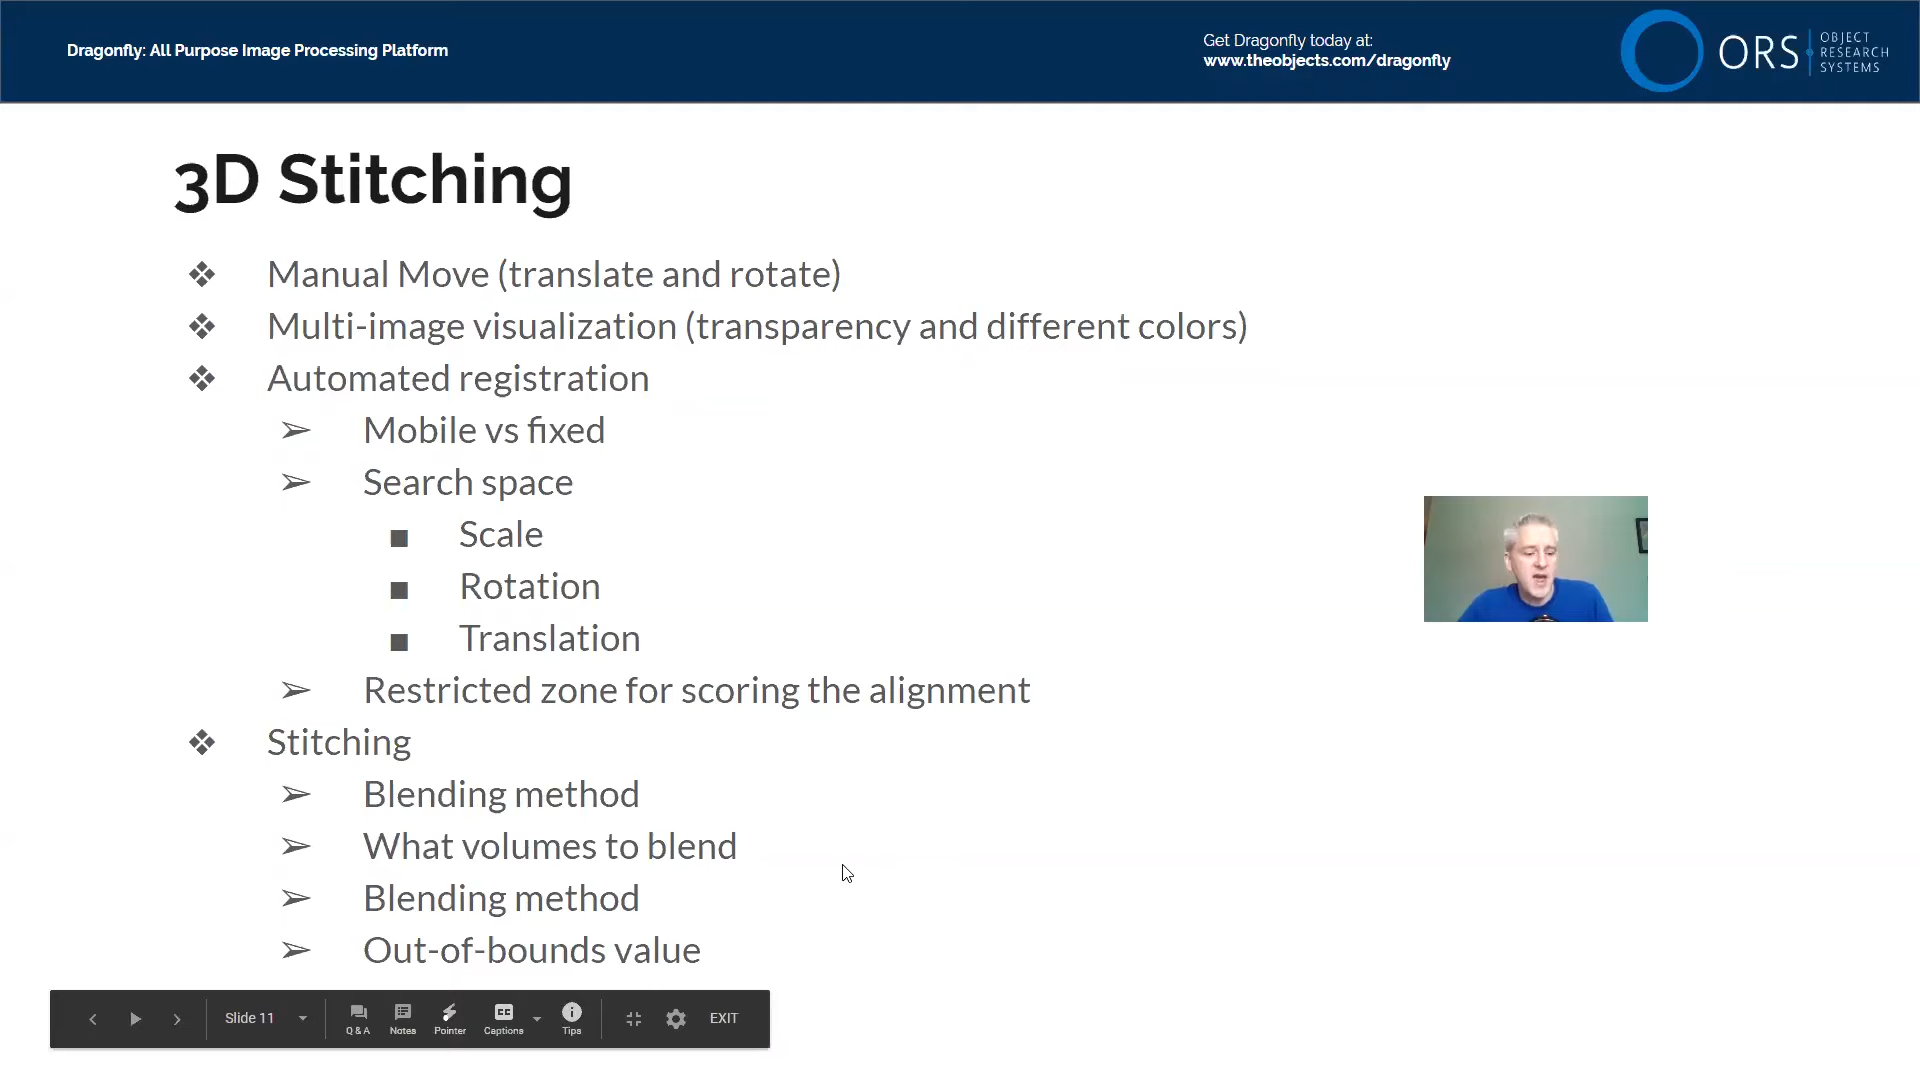 Dragonfly: All Purpose Image Processing Platform
Get Dragonfly today at:
www.theobjects.com/dragonfly
ORS
OBJECT
RESEARCH
SYSTEMS
3D Stitching
❖ Manual Move (translate and rotate)
❖ Multi-image visualization (transparency and different colors)
❖ Automated registration
➢ Mobile vs fixed
➢ Search space
■ Scale
■ Rotation
■ Translation
➢ Restricted zone for scoring the alignment
❖ Stitching
➢ Blending method
➢ What volumes to blend
➢ Blending method
➢ Out-of-bounds value
Slide 11
Q & A
Notes
Pointer
CC
Captions
Tips
EXIT